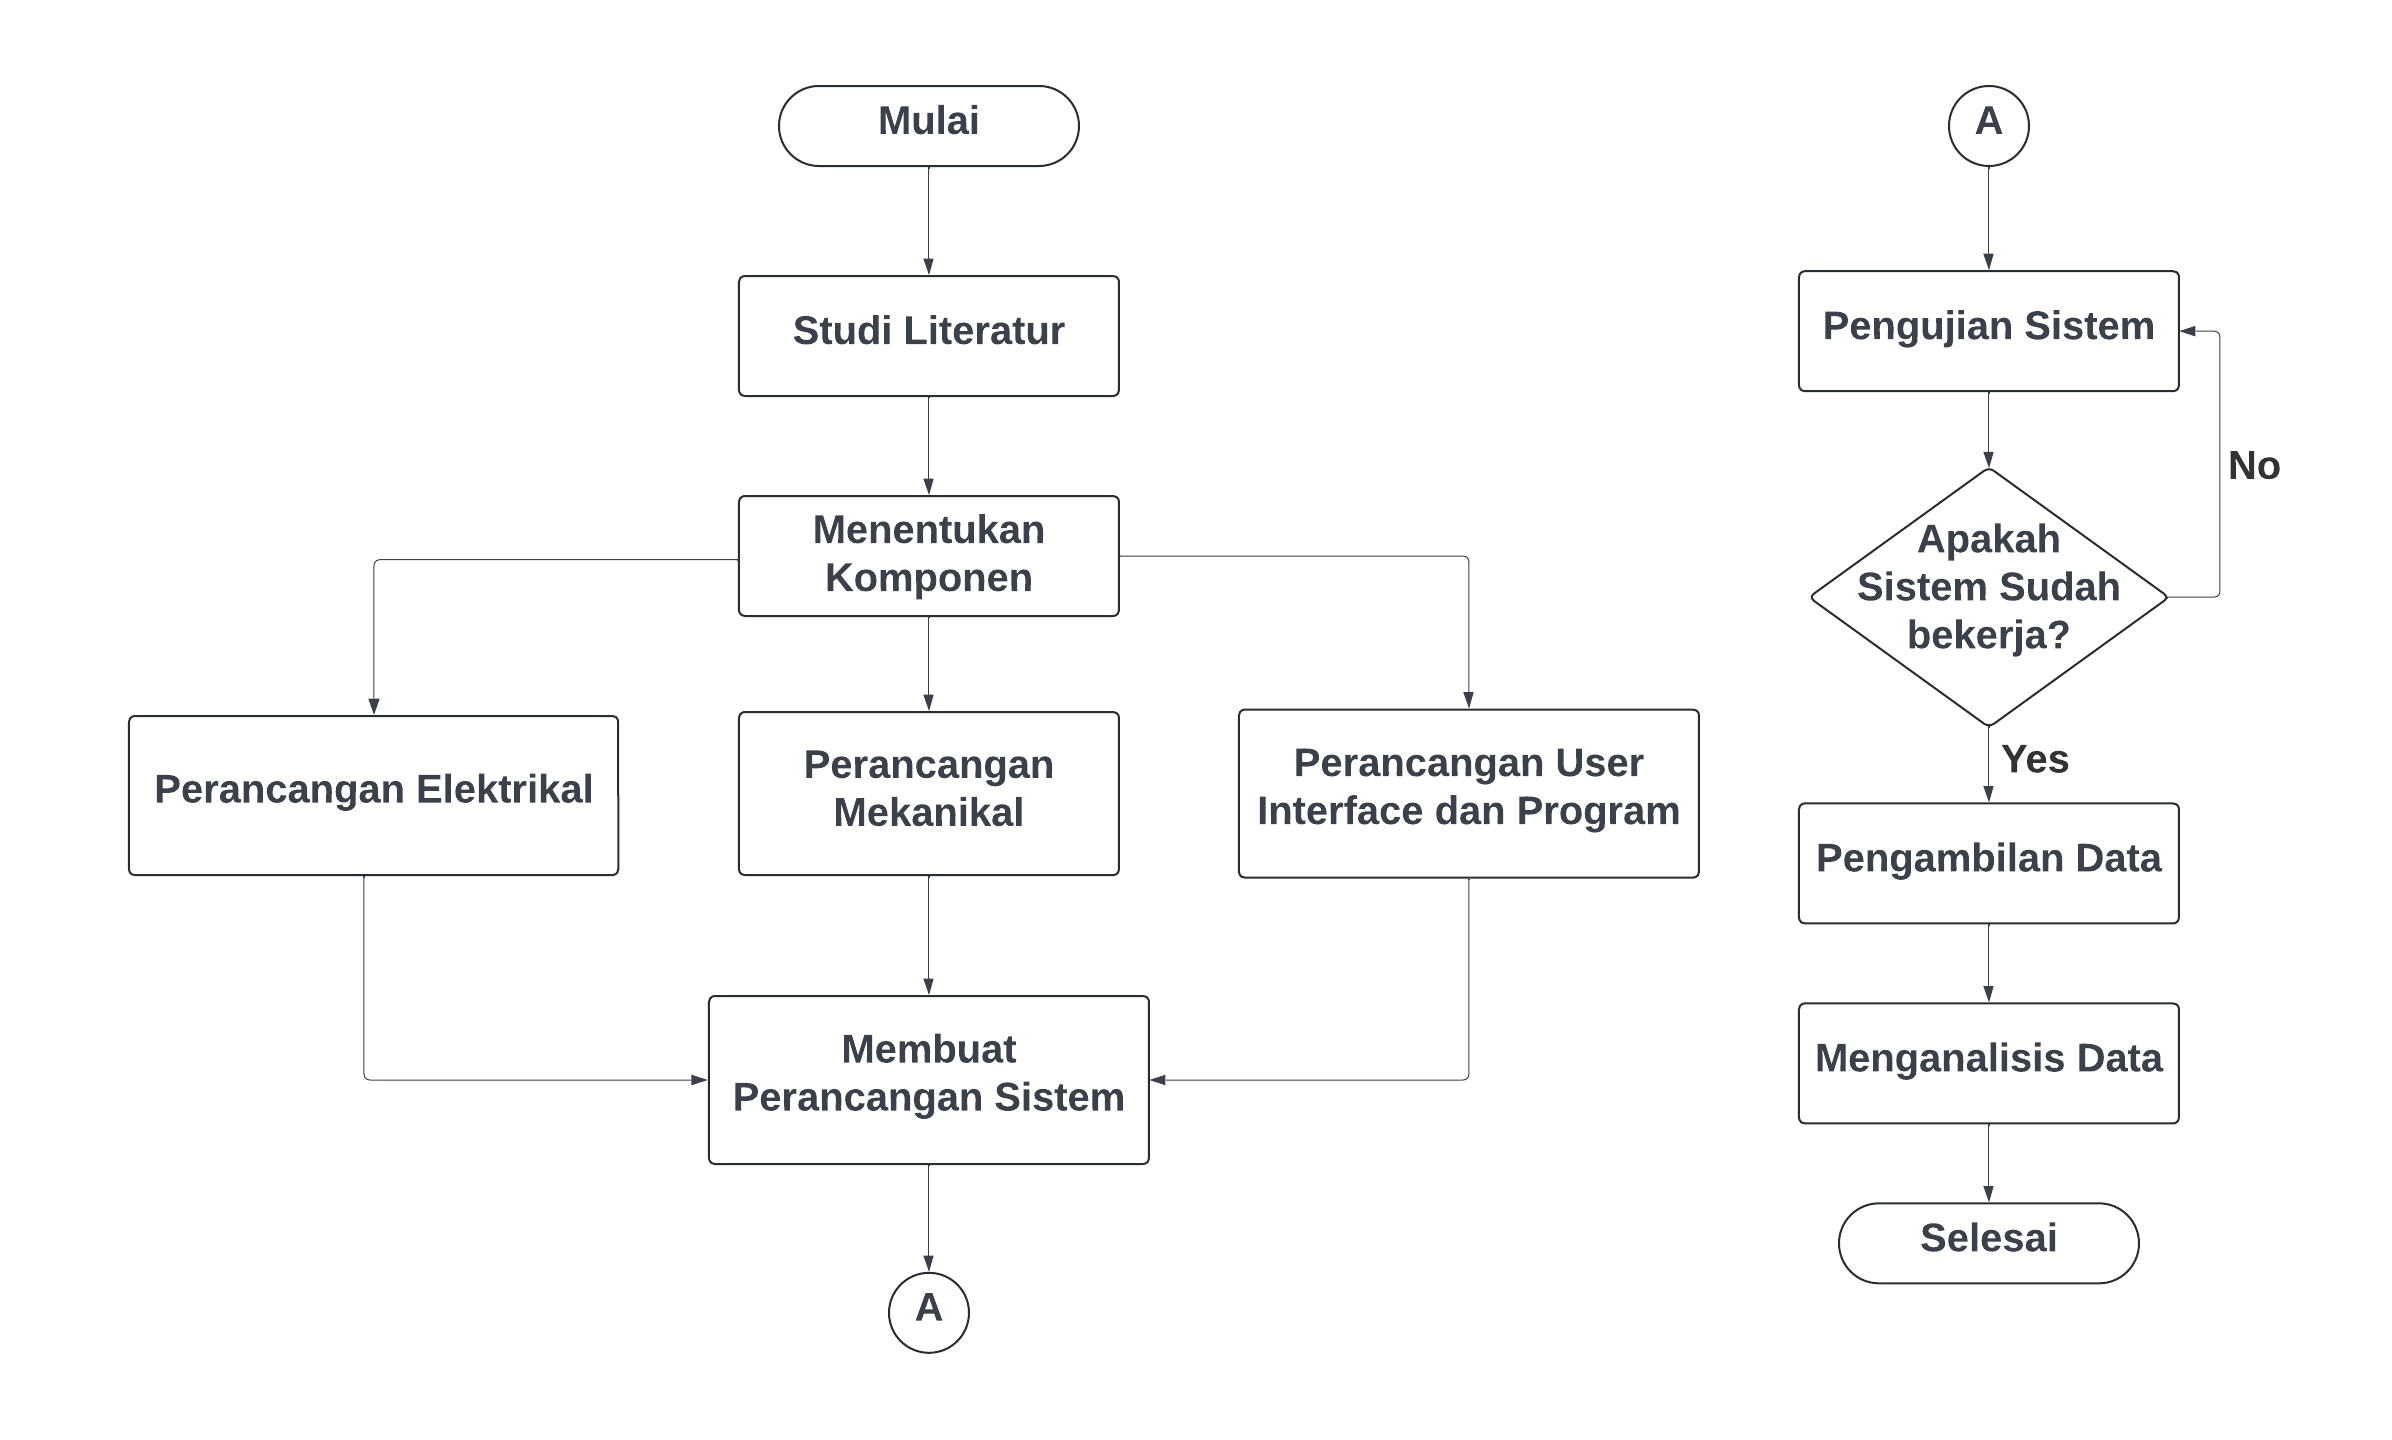 Mulai
Studi Literatur
Menentukan
Komponen
Perancangan Elektrikal
Perancangan
Mekanikal
Perancangan User
Interface dan Program
Membuat
Perancangan Sistem
A
A
Pengujian Sistem
No
Apakah
Sistem Sudah
bekerja?
Yes
Pengambilan Data
Menganalisis Data
Selesai